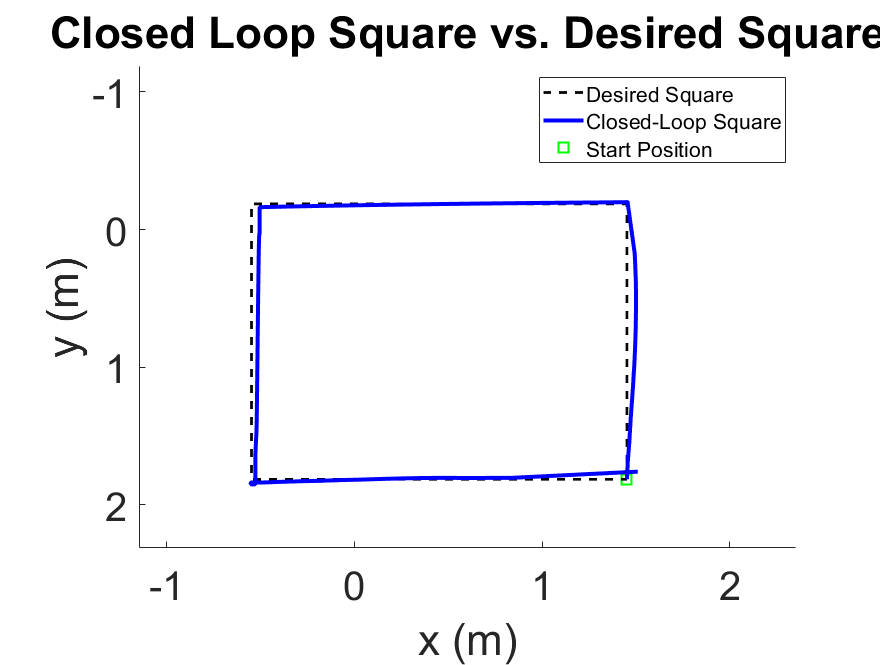 Closed Loop Square vs. Desired Square
-1
0
1
2
y (m)
Desired Square
Closed-Loop Square
Start Position
-1
0
1
2
x (m)